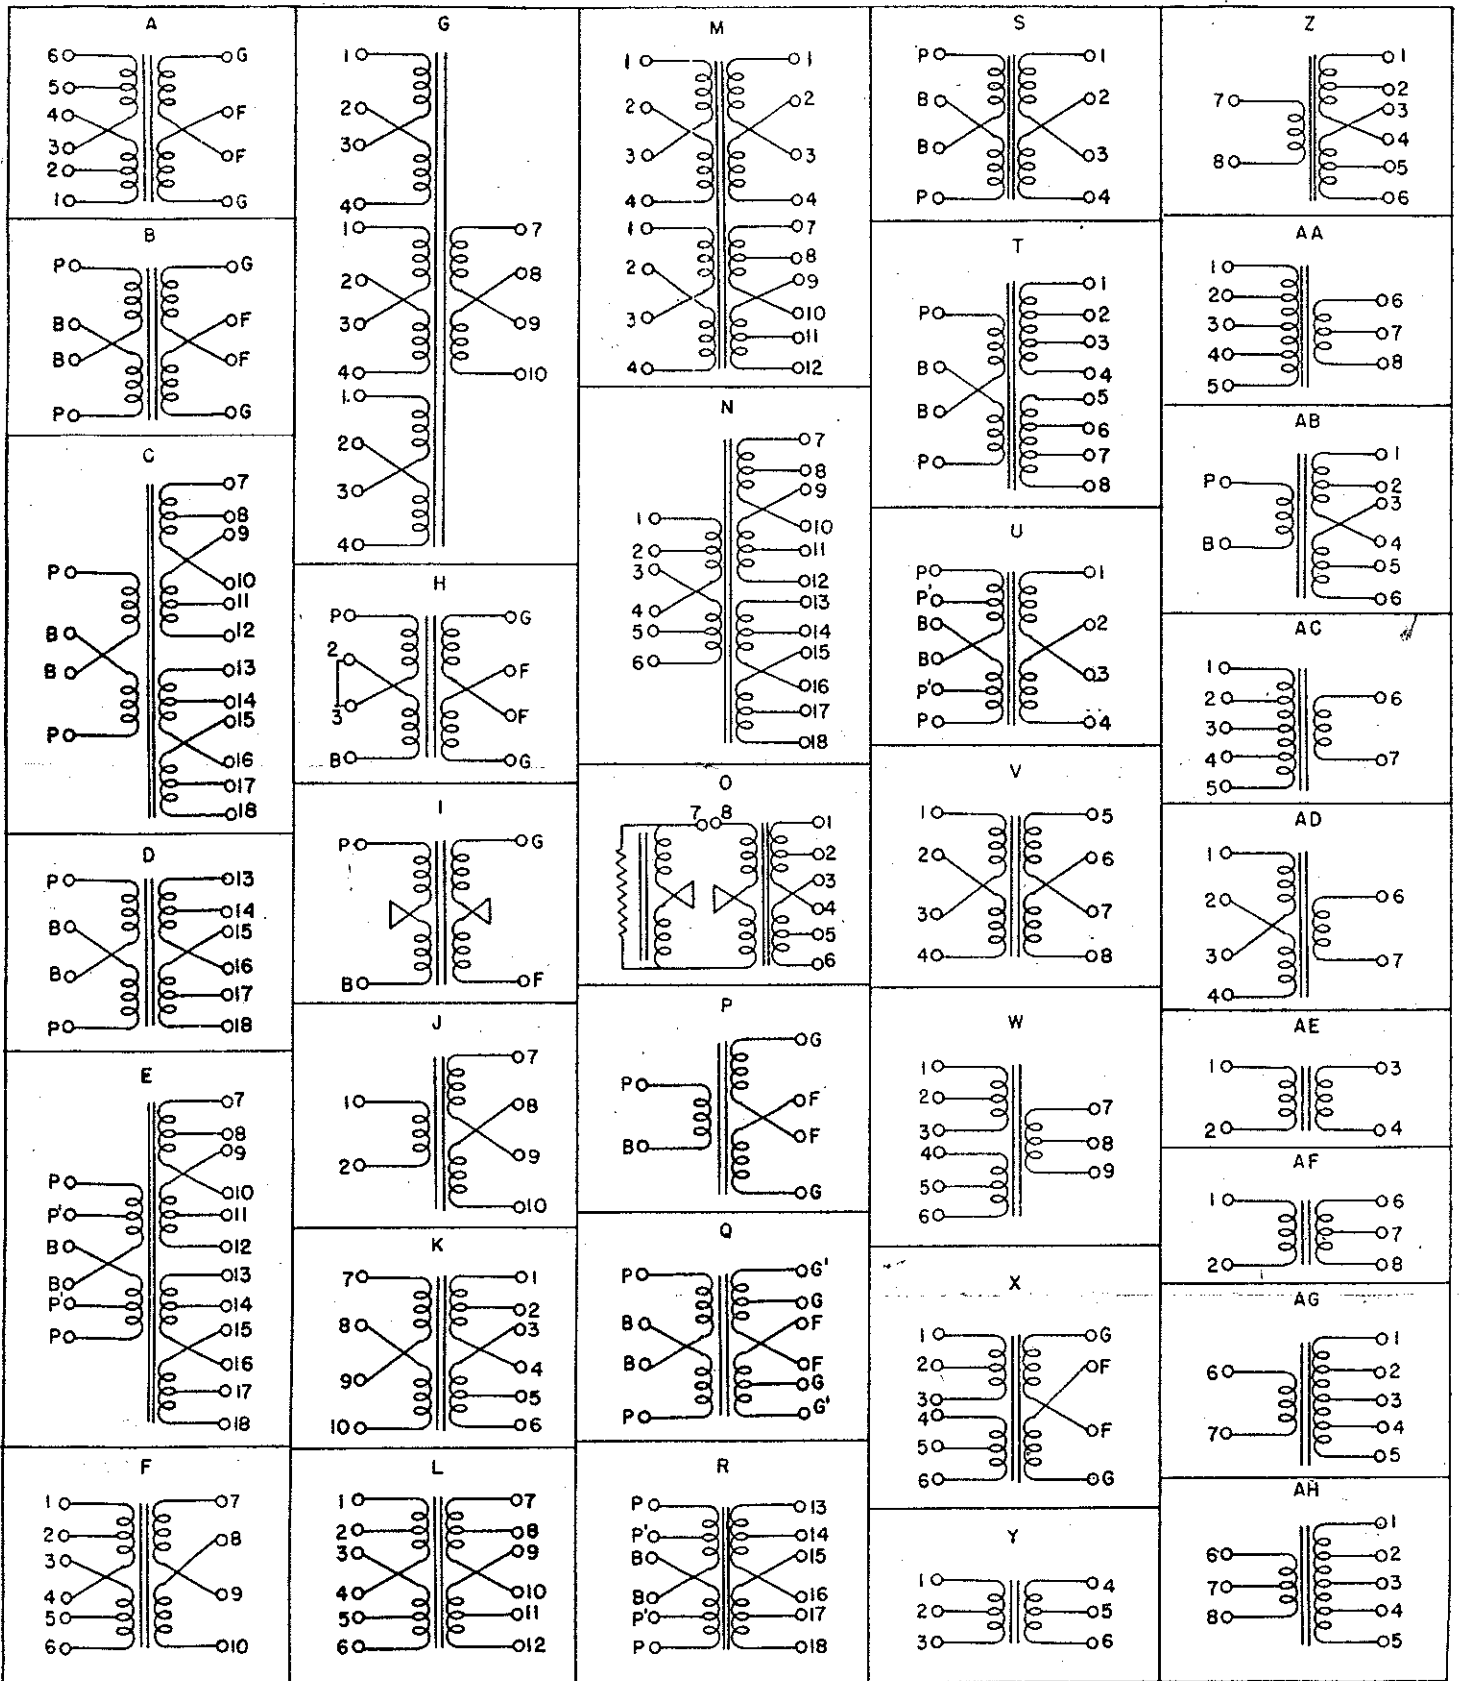 A
6 G
5
4 F
3 F
2
1 G
B
P G
B F
B F
P G
C
7
8
9
P 10
11
B 12
B 13
14
P 15
16
17
18
D
P 13
14
B 15
B 16
17
P 18
E
7
8
9
P 10
P' 11
B 12
B 13
P' 14
P 15
16
17
18
F
1 7
2 8
3
4 9
5
6 10
G
1
2
3
4
1 7
2 8
3 9
4 10
1
2
3
4
H
P G
2 F
3 F
B G
I
P G
B F
J
7
1 8
2 9
10
K
7 1
2
8 3
9 4
5
10 6
L
1 7
2 8
3 9
4 10
5 11
6 12
M
1 1
2 2
3 3
4 4
1 7
8
2 9
3 10
11
4 12
N
7
8
9
1 10
2 11
3 12
4 13
5 14
6 15
16
17
18
O
7 8 1
2
3
4
5
6
P
G
P F
B F
G
Q
P G'
G
B F
B F
G
P G'
R
P 13
P' 14
B 15
B 16
P' 17
P 18
S
P 1
B 2
B 3
P 4
T
1
P 2
3
B 4
B 5
6
P 7
8
U
P 1
P'
B 2
B 3
P'
P 4
V
1 5
2 6
3 7
4 8
W
1
2 7
3 8
4 9
5
6
X
1 G
2 F
3
4 F
5
6 G
Y
1 4
2 5
3 6
Z
1
7 2
3
4
8 5
6
AA
1
2 6
3 7
4 8
5
AB
1
P 2
3
B 4
5
6
AC
1
2 6
3
4 7
5
AD
1
2 6
3 7
4
AE
1 3
2 4
AF
1 6
7
2 8
AG
1
6 2
3
7 4
5
AH
1
6 2
7 3
8 4
5